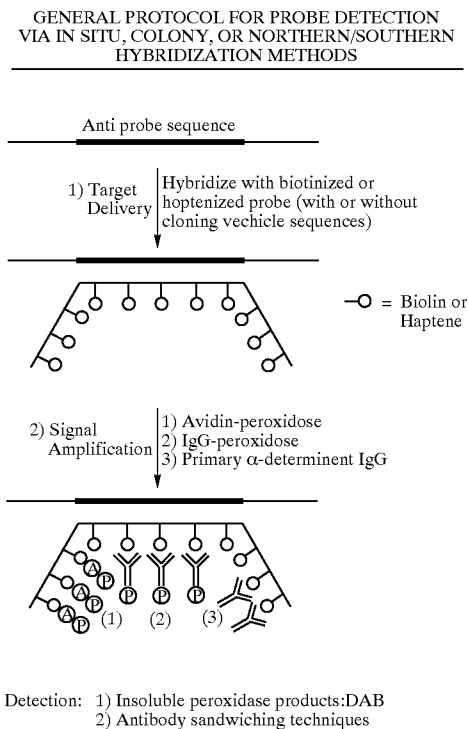 GENERAL PROTOCOL FOR PROBE DETECTION
VIA IN SITU, COLONY, OR NORTHERN/SOUTHERN
HYBRIDIZATION METHODS
Anti probe sequence
1) Target
Delivery
Hybridize with biotinized or
hoptenized probe (with or without
cloning vechicle sequences)
= Biolin or
Haptene
2) Signal
Amplification
1) Avidin-peroxidose
2) IgG-peroxidose
3) Primary α-determinent IgG
A P
A P
A P
(1)
P
(2)
P
P
(3)
Detection: 1) Insoluble peroxidase products:DAB
2) Antibody sandwiching techniques